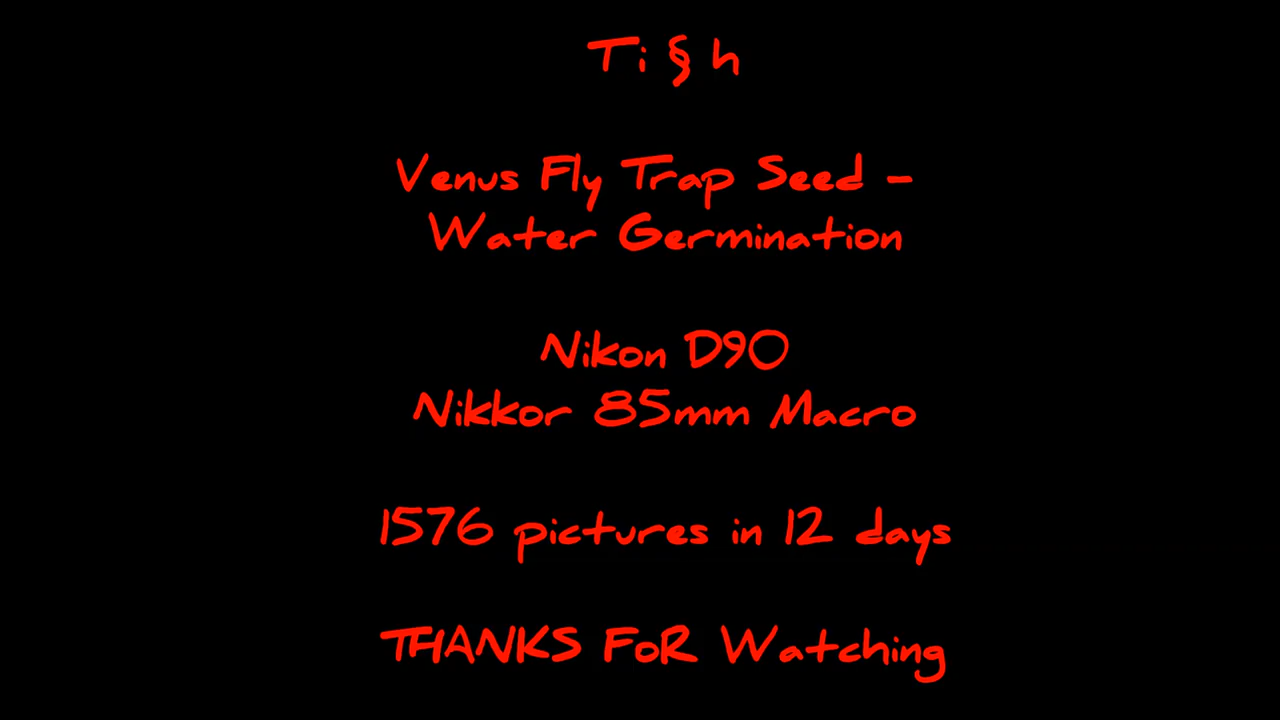 Ti§h
Venus Fly Trap Seed -
Water Germination
Nikon D90
Nikkor 85mm Macro
1576 pictures in 12 days
THANKS FoR Watching